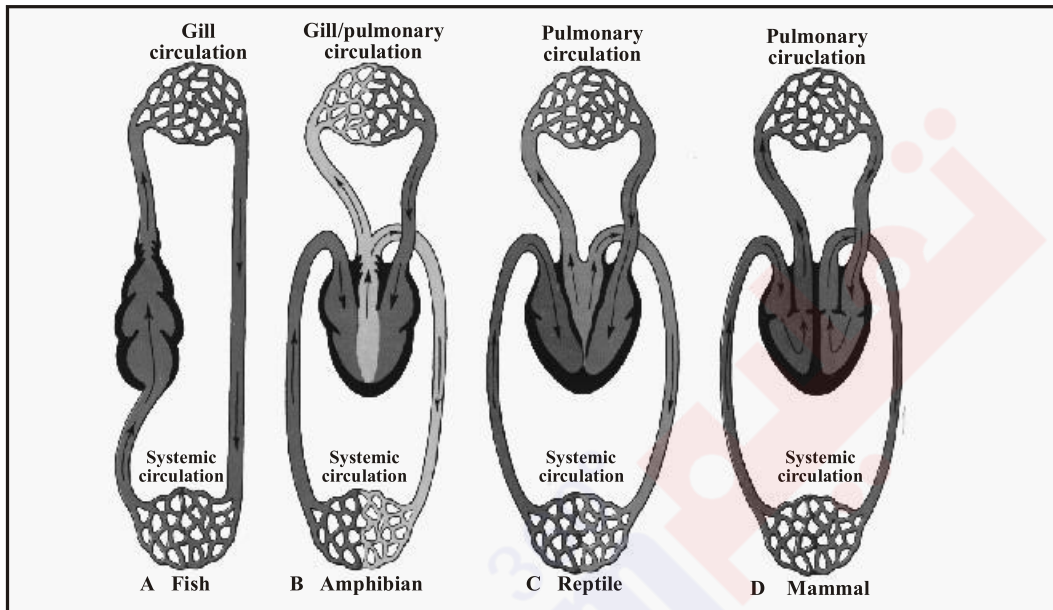 Gill
circulation
Gill/pulmonary
circulation
Pulmonary
circulation
Pulmonary
ciruclation
Systemic
circulation
Systemic
circulation
Systemic
circulation
Systemic
circulation
A Fish
B Amphibian
C Reptile
D Mammal